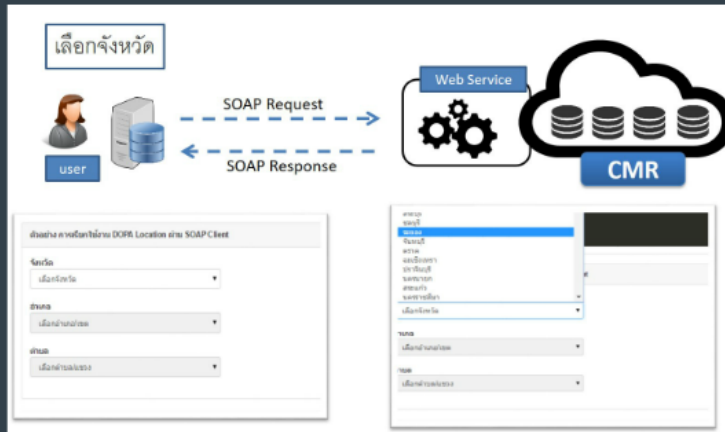 เลือกจังหวัด
SOAP Request
SOAP Response
user
Web Service
CMR
ตัวอย่าง การเรียกใช้งาน DOPA Location ผ่าน SOAP Client
จังหวัด
เลือกจังหวัด
อำเภอ
เลือกอำเภอ/เขต
ตำบล
เลือกตำบล/แขวง
ชลบุรี
ระยอง
จันทบุรี
ตราด
ฉะเชิงเทรา
ปราจีนบุรี
นครนายก
สระแก้ว
นครราชสีมา
เลือกจังหวัด
เลือกอำเภอ/เขต
เลือกตำบล/แขวง